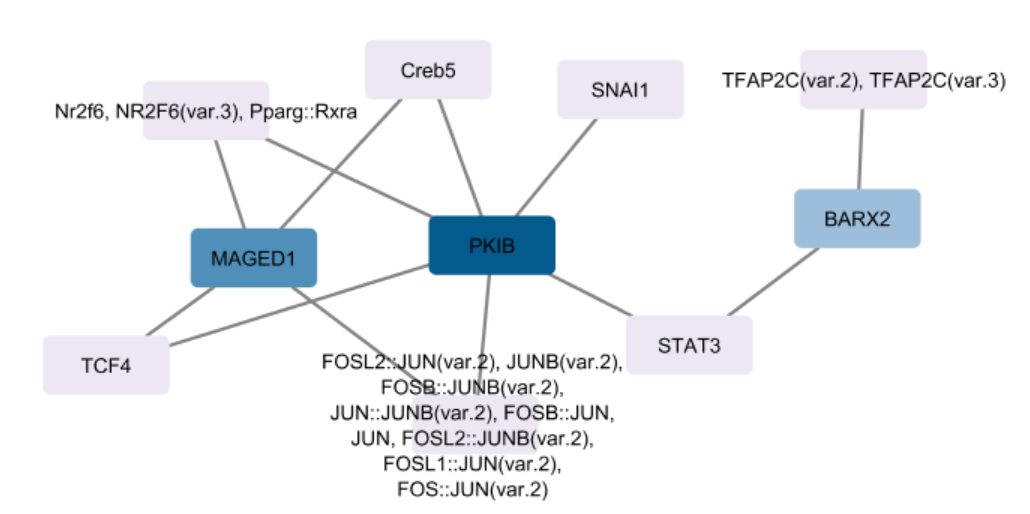 Creb5
SNAI1
TFAP2C(var.2), TFAP2C(var.3)
Nr2f6, NR2F6(var.3), Pparg::Rxra
BARX2
PKIB
MAGED1
STAT3
TCF4
FOSL2::JUN(var.2), JUNB(var.2),
FOSB::JUNB(var.2),
JUN::JUNB(var.2), FOSB::JUN,
JUN, FOSL2::JUNB(var.2),
FOSL1::JUN(var.2),
FOS::JUN(var.2)